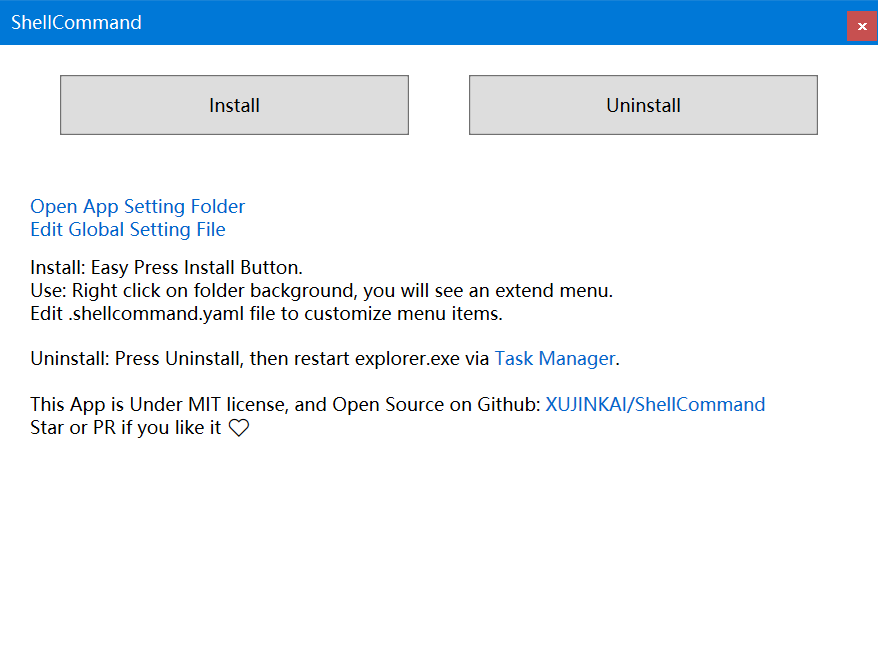 ShellCommand
Install
Uninstall
Open App Setting Folder
Edit Global Setting File
Install: Easy Press Install Button.
Use: Right click on folder background, you will see an extend menu.
Edit .shellcommand.yaml file to customize menu items.
Uninstall: Press Uninstall, then restart explorer.exe via Task Manager.
This App is Under MIT license, and Open Source on Github: XUJINKAI/ShellCommand
Star or PR if you like it ♡